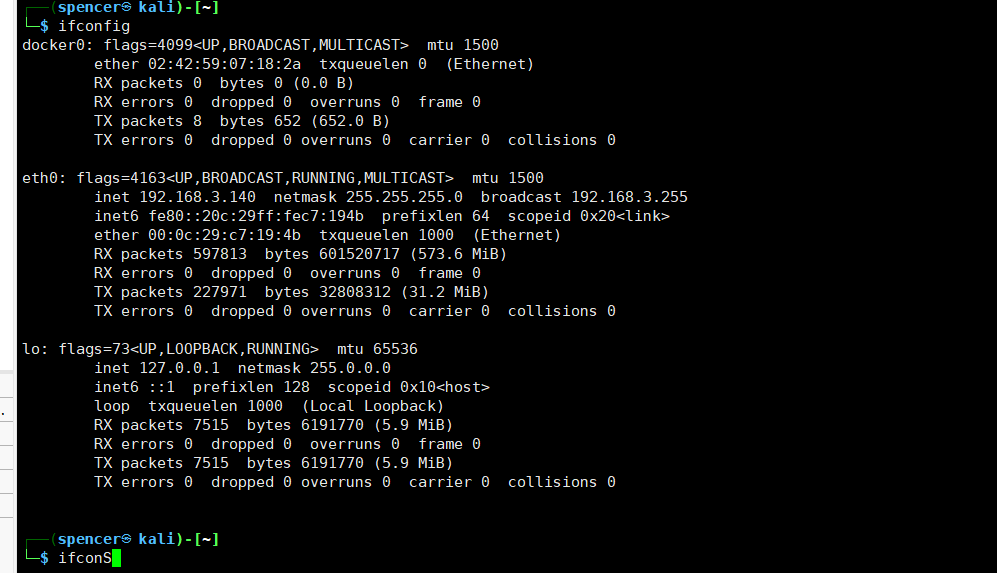 (spencer㉿kali)-[~]
$ ifconfig
docker0: flags=4099<UP,BROADCAST,MULTICAST>  mtu 1500
        ether 02:42:59:07:18:2a  txqueuelen 0  (Ethernet)
        RX packets 0  bytes 0 (0.0 B)
        RX errors 0  dropped 0  overruns 0  frame 0
        TX packets 8  bytes 652 (652.0 B)
        TX errors 0  dropped 0 overruns 0  carrier 0  collisions 0

eth0: flags=4163<UP,BROADCAST,RUNNING,MULTICAST>  mtu 1500
        inet 192.168.3.140  netmask 255.255.255.0  broadcast 192.168.3.255
        inet6 fe80::20c:29ff:fec7:194b  prefixlen 64  scopeid 0x20<link>
        ether 00:0c:29:c7:19:4b  txqueuelen 1000  (Ethernet)
        RX packets 597813  bytes 601520717 (573.6 MiB)
        RX errors 0  dropped 0  overruns 0  frame 0
        TX packets 227971  bytes 32808312 (31.2 MiB)
        TX errors 0  dropped 0 overruns 0  carrier 0  collisions 0

lo: flags=73<UP,LOOPBACK,RUNNING>  mtu 65536
        inet 127.0.0.1  netmask 255.0.0.0
        inet6 ::1  prefixlen 128  scopeid 0x10<host>
        loop  txqueuelen 1000  (Local Loopback)
        RX packets 7515  bytes 6191770 (5.9 MiB)
        RX errors 0  dropped 0  overruns 0  frame 0
        TX packets 7515  bytes 6191770 (5.9 MiB)
        TX errors 0  dropped 0 overruns 0  carrier 0  collisions 0

(spencer㉿kali)-[~]
$ ifconS